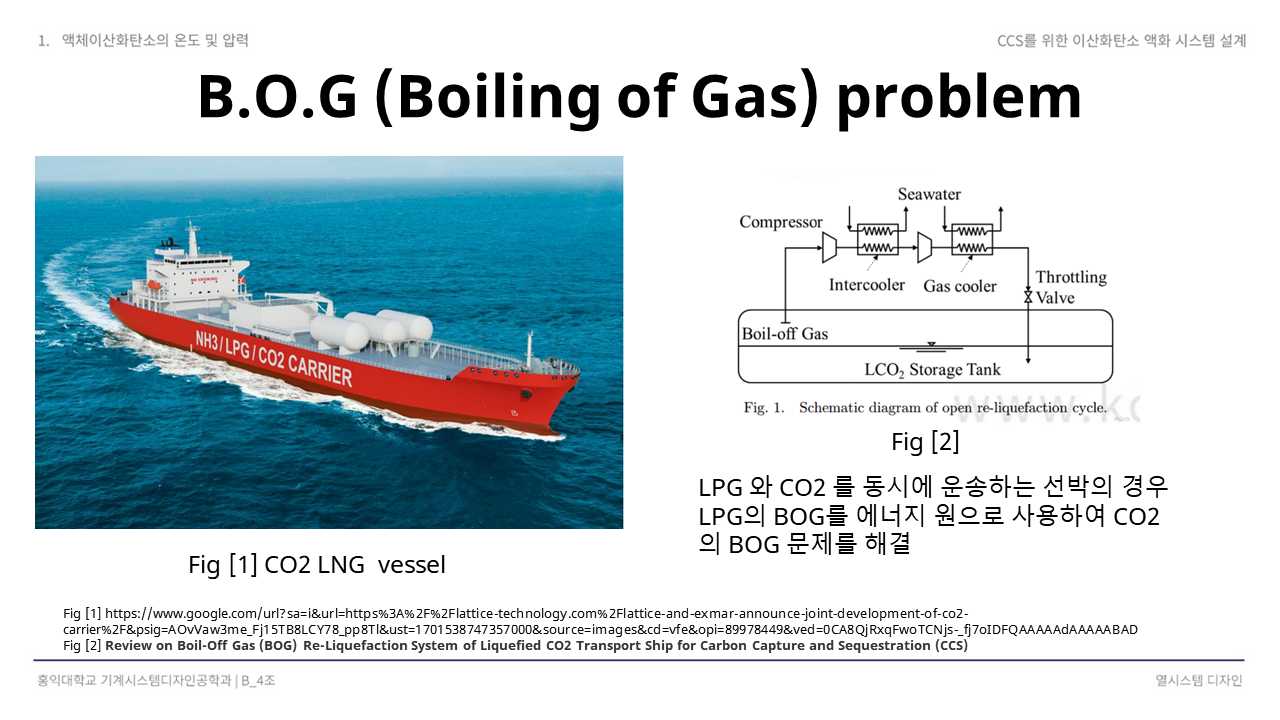 1. 액체이산화탄소의 온도 및 압력
CCS를 위한 이산화탄소 액화 시스템 설계
B.O.G (Boiling of Gas) problem
NO SMOKING
NH3 / LPG / CO2 CARRIER
Fig [1] CO2 LNG vessel
Seawater
Compressor
Intercooler
Gas cooler
Throttling
Valve
Boil-off Gas
LCO2 Storage Tank
Fig. 1. Schematic diagram of open re-liquefaction cycle.
www.kc
Fig [2]
LPG 와 CO2 를 동시에 운송하는 선박의 경우
LPG의 BOG를 에너지 원으로 사용하여 CO2
의 BOG 문제를 해결
Fig [1] https://www.google.com/url?sa=i&url=https%3A%2F%2Flattice-technology.com%2Flattice-and-exmar-announce-joint-development-of-co2-
carrier%2F&psig=AOvVaw3me_Fj15TB8LCY78_pp8Tl&ust=1701538747357000&source=images&cd=vfe&opi=89978449&ved=0CA8QjRxqFwoTCNjs-_fj7oIDFQAAAAAdAAAAABAD
Fig [2] Review on Boil-Off Gas (BOG) Re-Liquefaction System of Liquefied CO2 Transport Ship for Carbon Capture and Sequestration (CCS)
홍익대학교 기계시스템디자인공학과 | B_4조
열시스템 디자인